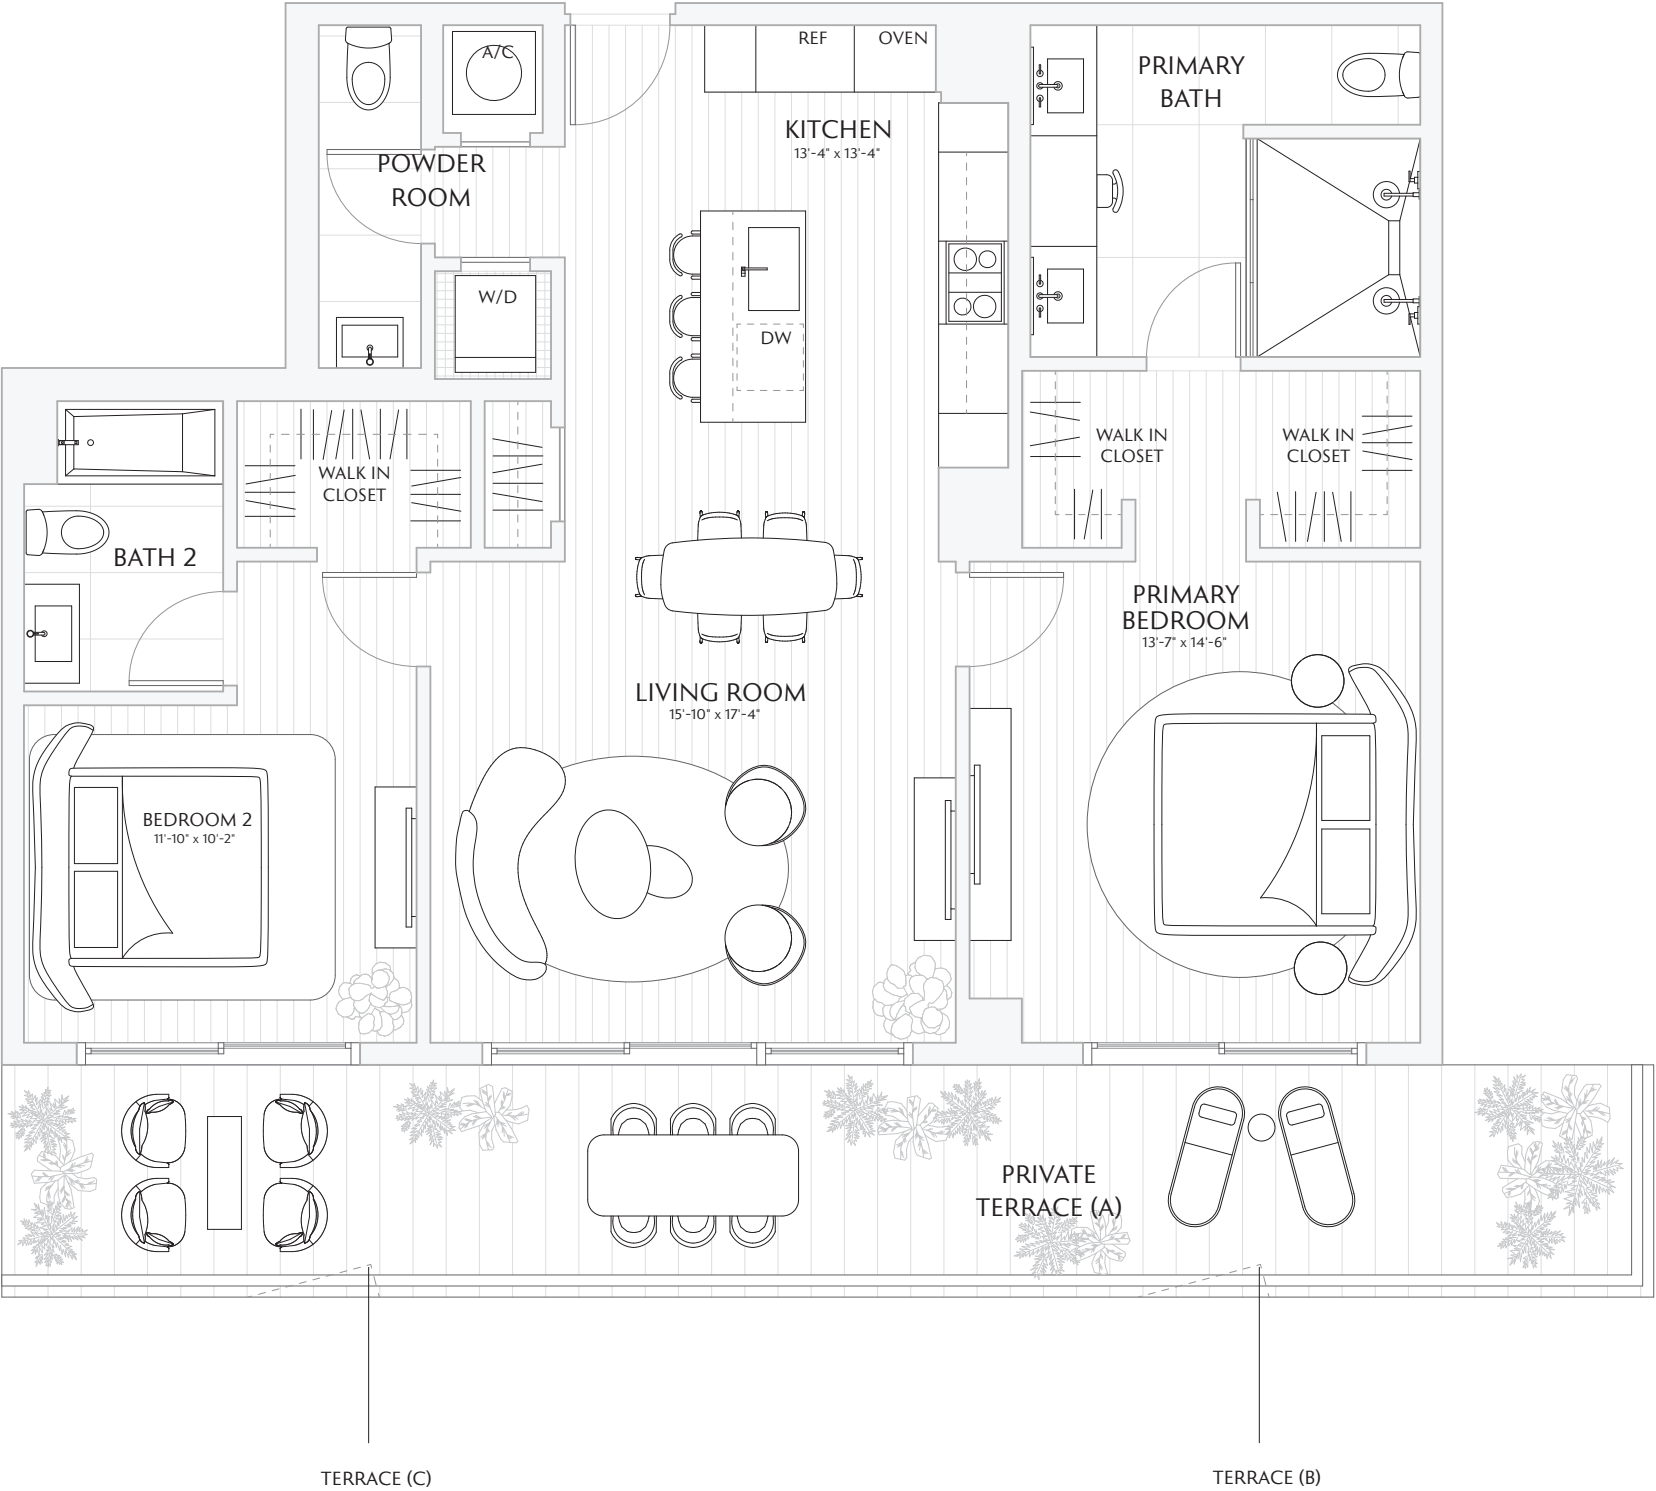 A/C
REF
OVEN
PRIMARY
BATH
KITCHEN
13'-4" x 13'-4"
POWDER
ROOM
W/D
DW
WALK IN
CLOSET
WALK IN
CLOSET
WALK IN
CLOSET
BATH 2
PRIMARY
BEDROOM
13'-7" x 14'-6"
LIVING ROOM
15'-10" x 17'-4"
BEDROOM 2
11'-10" x 10'-2"
PRIVATE
TERRACE (A)
TERRACE (C)
TERRACE (B)